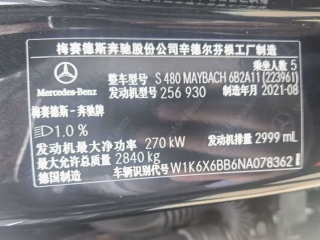 梅赛德斯奔驰股份公司辛德尔芬根工厂制造
乘坐人数 5
整车型号 S 480 MAYBACH 6B2A11 (223961)
Mercedes-Benz
发动机型号 256 930 制造年月 2021-08
梅赛德斯-奔驰牌
1.0 %
发动机最大净功率 270 kW 发动机排量 2999 mL
最大允许总质量 2840 kg
德国制造 车辆识别代号 W1K6X6BB6NA078362